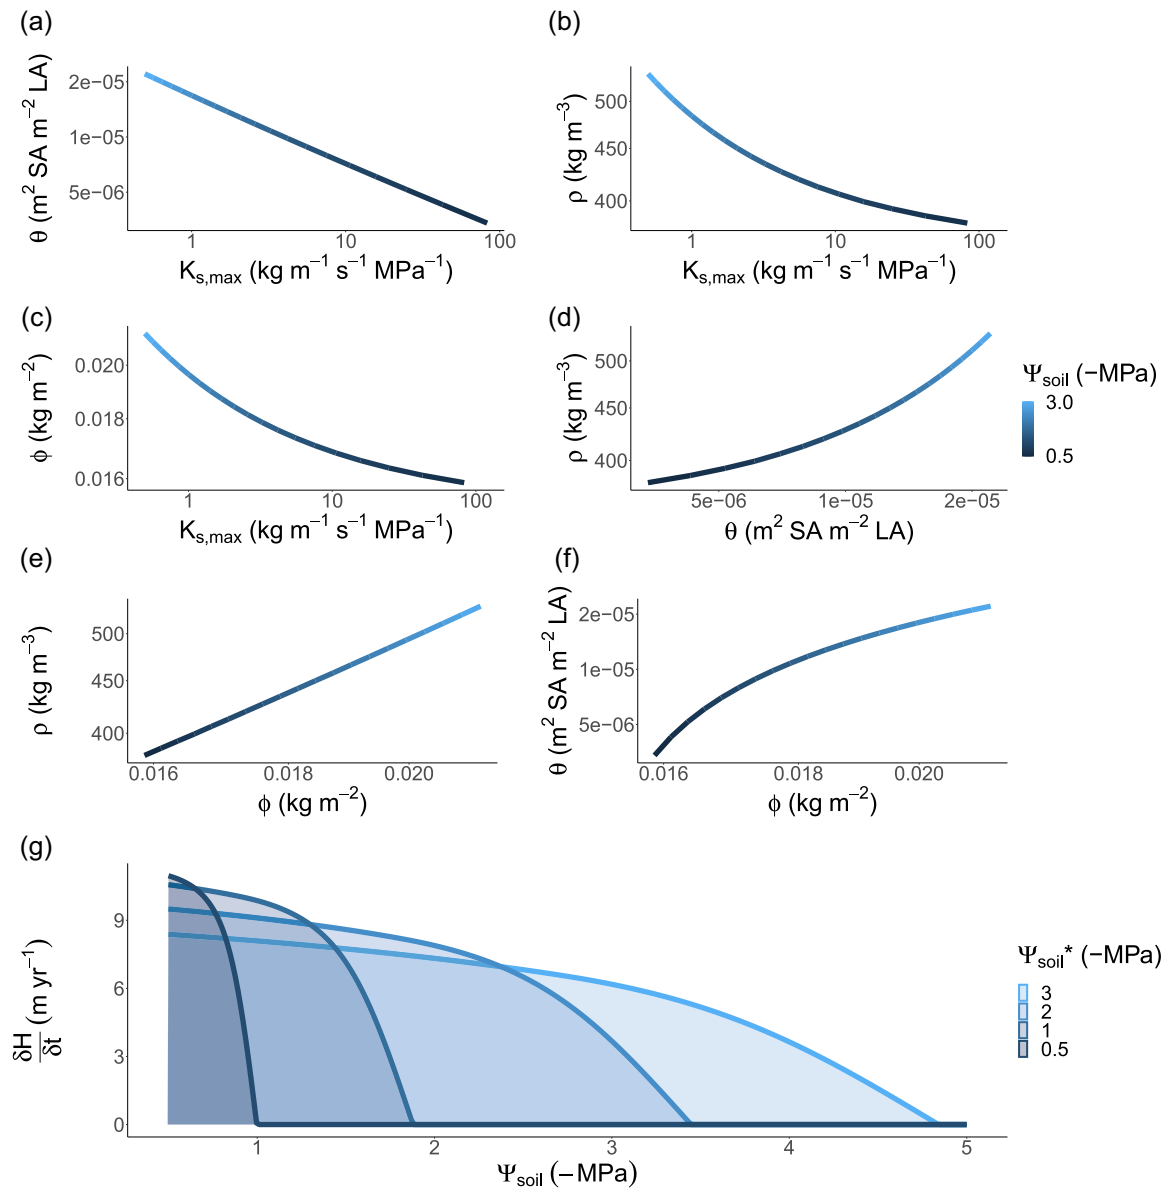 (a)
θ (m² SA m⁻² LA)
2e−05
1e−05
5e−06
1 10 100
Kₛ,ₘₐₓ (kg m⁻¹ s⁻¹ MPa⁻¹)
(b)
ρ (kg m⁻³)
500
450
400
1 10 100
Kₛ,ₘₐₓ (kg m⁻¹ s⁻¹ MPa⁻¹)
(c)
ϕ (kg m⁻²)
0.020
0.018
0.016
1 10 100
Kₛ,ₘₐₓ (kg m⁻¹ s⁻¹ MPa⁻¹)
(d)
ρ (kg m⁻³)
500
450
400
5e−06 1e−05 2e−05
θ (m² SA m⁻² LA)
Ψsoil (−MPa)
3.0
0.5
(e)
ρ (kg m⁻³)
500
450
400
0.016 0.018 0.020
ϕ (kg m⁻²)
(f)
θ (m² SA m⁻² LA)
2e−05
1e−05
5e−06
0.016 0.018 0.020
ϕ (kg m⁻²)
(g)
δH/δt (m yr⁻¹)
9
6
3
0
1 2 3 4 5
Ψsoil (−MPa)
Ψsoil* (−MPa)
3
2
1
0.5